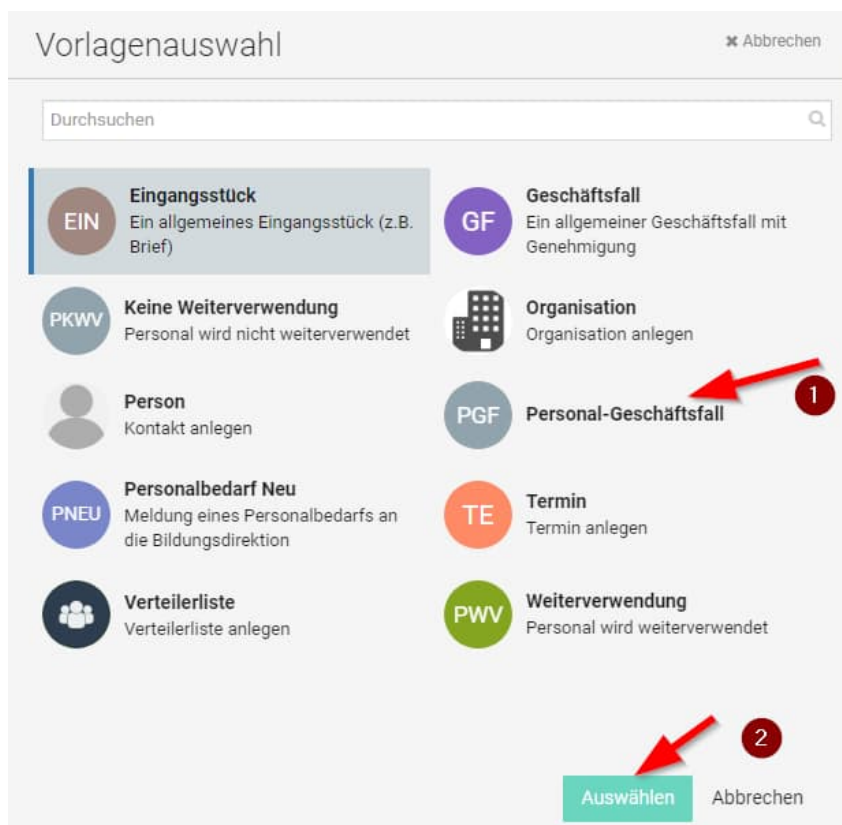 Vorlagenauswahl
✖ Abbrechen
Durchsuchen
EIN
Eingangsstück
Ein allgemeines Eingangsstück (z.B.
Brief)
GF
Geschäftsfall
Ein allgemeiner Geschäftsfall mit
Genehmigung
PKWV
Keine Weiterverwendung
Personal wird nicht weiterverwendet
Organisation
Organisation anlegen
Person
Kontakt anlegen
PGF
Personal-Geschäftsfall
1
PNEU
Personalbedarf Neu
Meldung eines Personalbedarfs an
die Bildungsdirektion
TE
Termin
Termin anlegen
Verteilerliste
Verteilerliste anlegen
PWV
Weiterverwendung
Personal wird weiterverwendet
2
Auswählen
Abbrechen